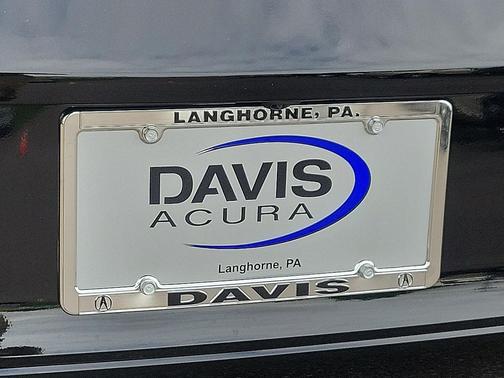 LANGHORNE, PA.
DAVIS
ACURA
Langhorne, PA
DAVIS